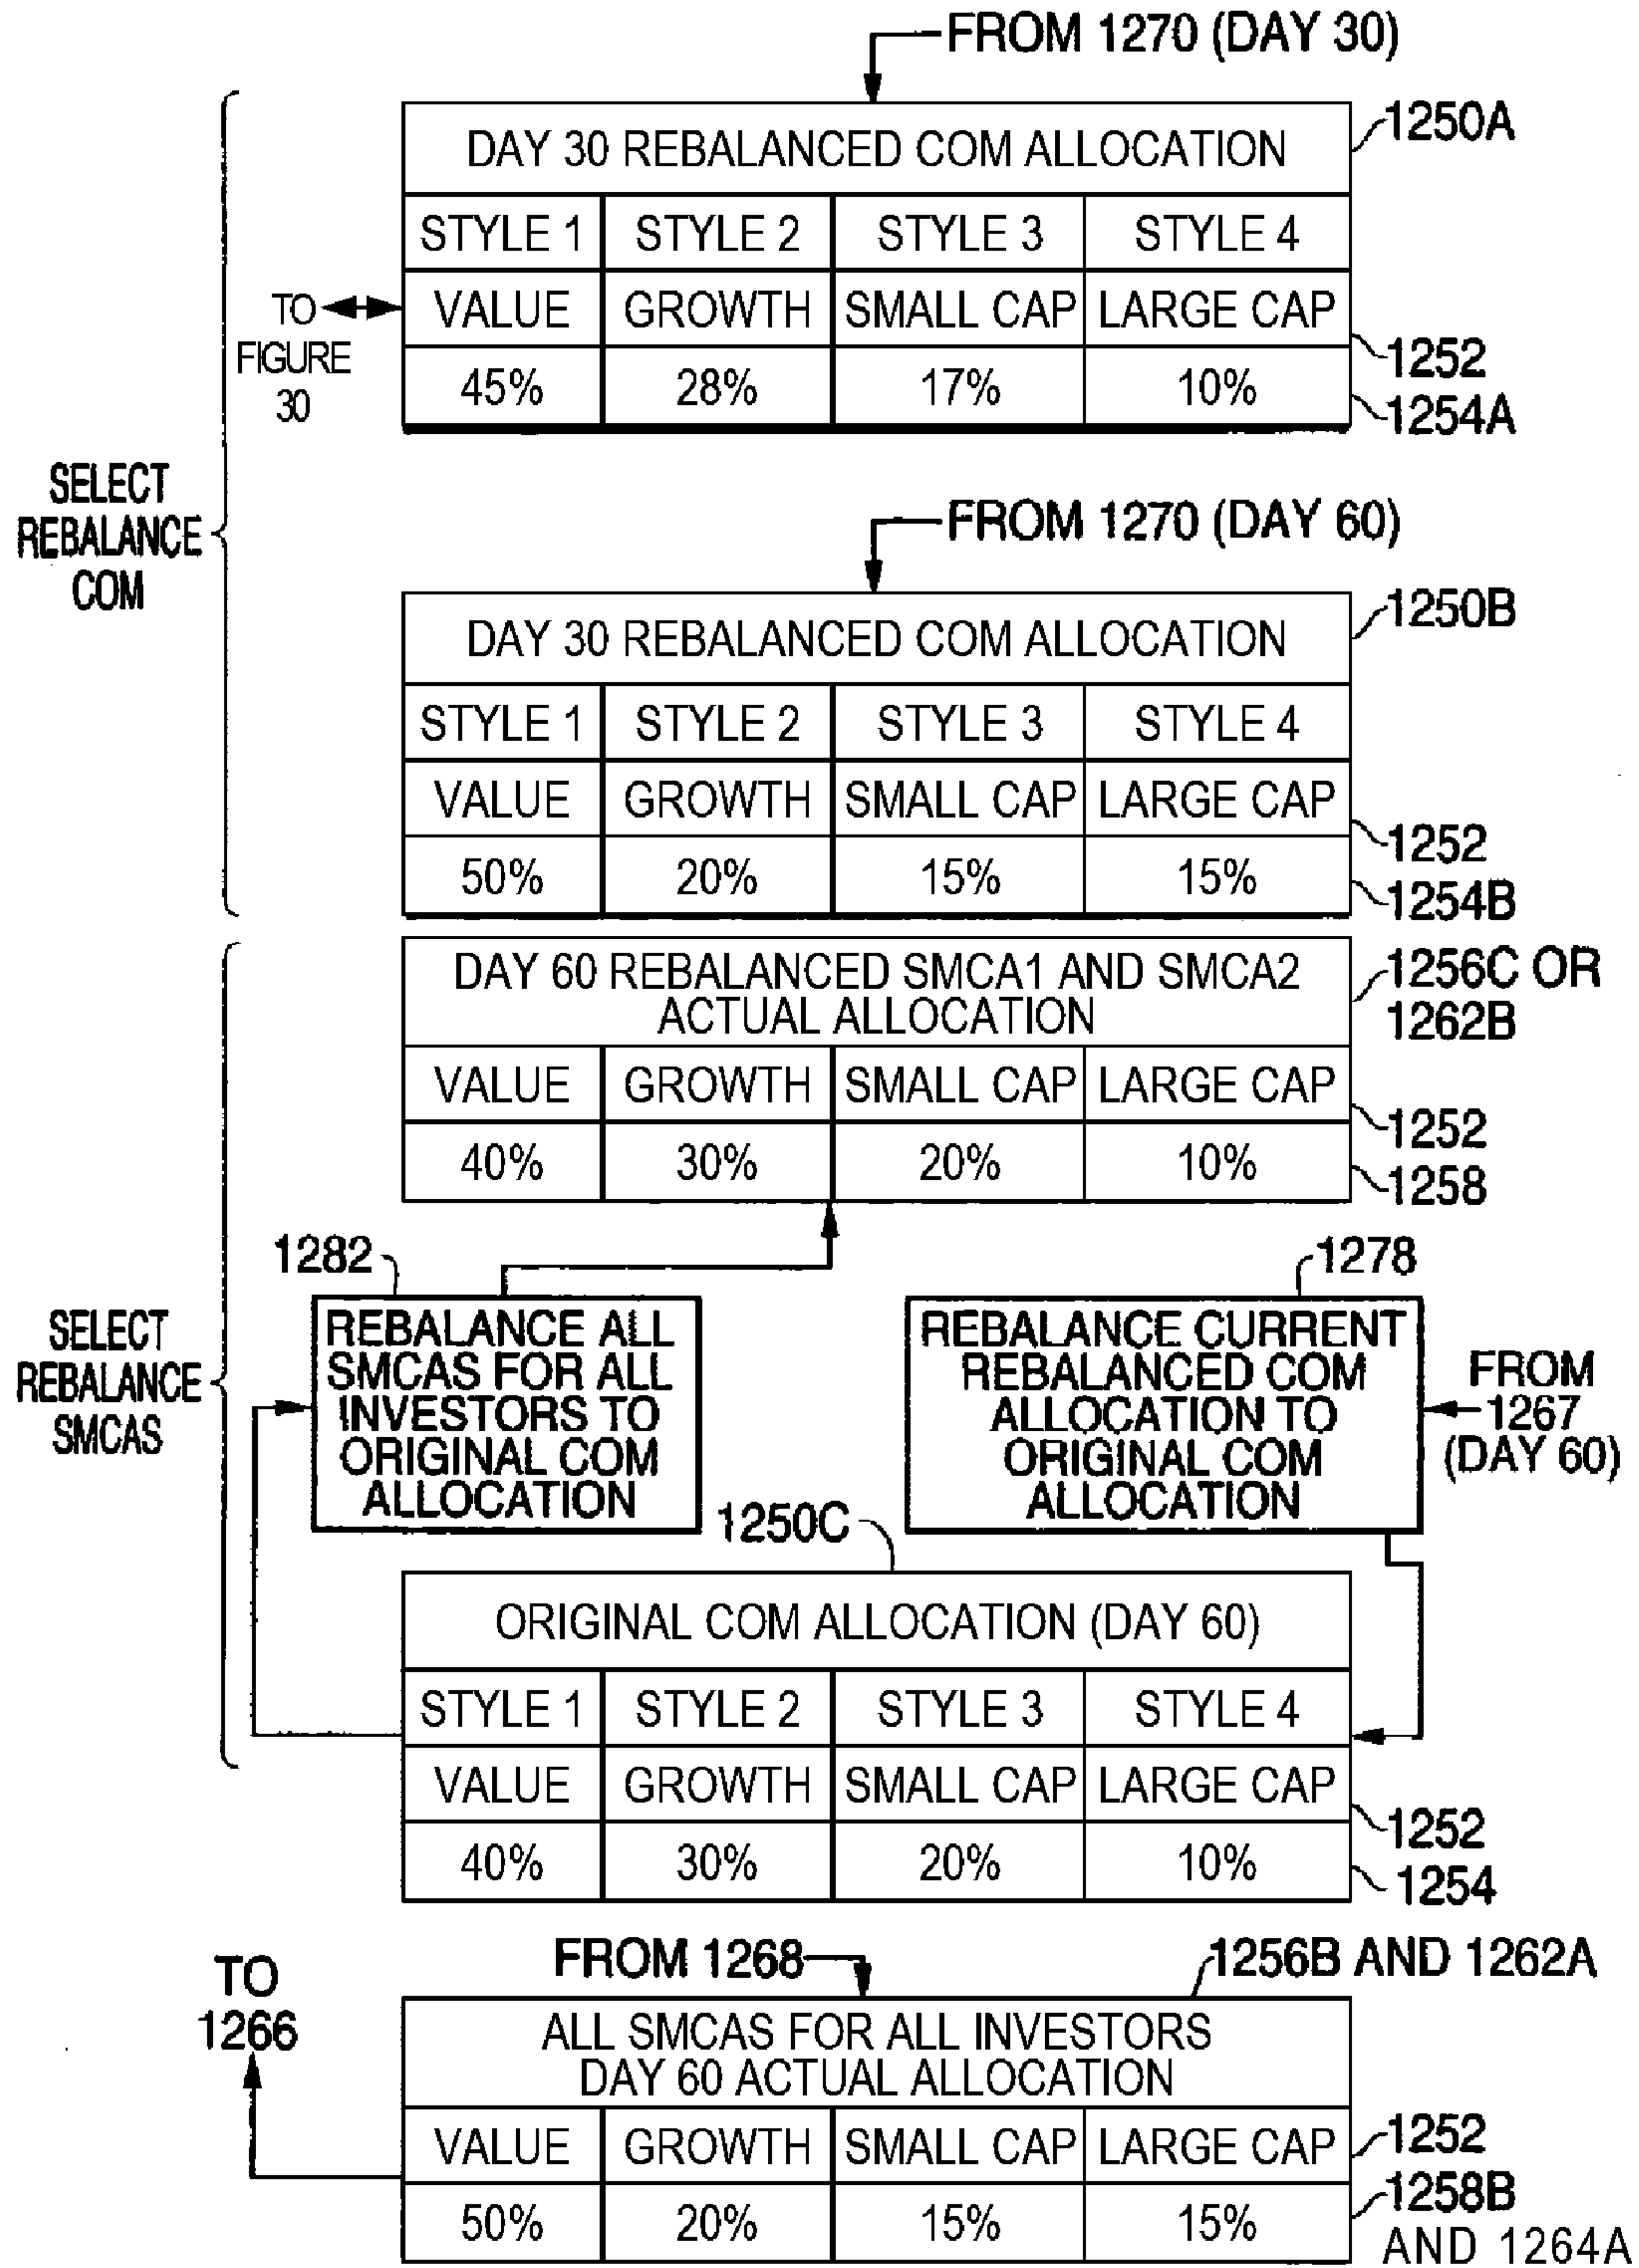 FROM 1270 (DAY 30)
1250A
DAY 30 REBALANCED COM ALLOCATION
STYLE 1 STYLE 2 STYLE 3 STYLE 4
VALUE GROWTH SMALL CAP LARGE CAP
1252
45% 28% 17% 10%
1254A
TO
FIGURE
30
SELECT
REBALANCE
COM
FROM 1270 (DAY 60)
1250B
DAY 30 REBALANCED COM ALLOCATION
STYLE 1 STYLE 2 STYLE 3 STYLE 4
VALUE GROWTH SMALL CAP LARGE CAP
1252
50% 20% 15% 15%
1254B
DAY 60 REBALANCED SMCA1 AND SMCA2
ACTUAL ALLOCATION
1256C OR
1262B
VALUE GROWTH SMALL CAP LARGE CAP
1252
40% 30% 20% 10%
1258
SELECT
REBALANCE
SMCAS
1282
REBALANCE ALL
SMCAS FOR ALL
INVESTORS TO
ORIGINAL COM
ALLOCATION
1278
REBALANCE CURRENT
REBALANCED COM
ALLOCATION TO
ORIGINAL COM
ALLOCATION
FROM
1267
(DAY 60)
1250C
ORIGINAL COM ALLOCATION (DAY 60)
STYLE 1 STYLE 2 STYLE 3 STYLE 4
VALUE GROWTH SMALL CAP LARGE CAP
1252
40% 30% 20% 10%
1254
FROM 1268
1256B AND 1262A
TO
1266
ALL SMCAS FOR ALL INVESTORS
DAY 60 ACTUAL ALLOCATION
VALUE GROWTH SMALL CAP LARGE CAP
1252
50% 20% 15% 15%
1258B
AND 1264A